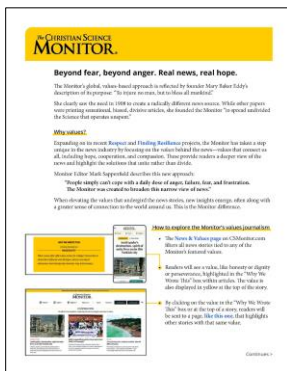 The CHRISTIAN SCIENCE
MONITOR.
Beyond fear, beyond anger. Real news, real hope.
The Monitor's global, values-based approach is reflected by founder Mary Baker Eddy's
description of its purpose: "To injure no man, but to bless all mankind."
She clearly saw the need in 1908 to create a radically different news source. While other papers
were printing sensational, biased, divisive articles, she founded the Monitor "to spread undivided
the Science that operates unspent."
Why values?
Expanding on its recent Respect and Finding Resilience projects, the Monitor has taken a step
unique in the news industry by focusing on the values behind the news—values that connect us
all, including hope, cooperation, and compassion. These provide readers a deeper view of the
news and highlight the solutions that unite rather than divide.
Monitor Editor Mark Sappenfield describes this new approach:
"People simply can't cope with a daily dose of anger, failure, fear, and frustration.
The Monitor was created to broaden this narrow view of news."
When elevating the values that undergird the news stories, new insights emerge, often along with
a greater sense of connection to the world around us. This is the Monitor difference.
How to explore the Monitor's values journalism
The News & Values page on CSMonitor.com
filters all news stories tied to any of the
Monitor's featured values.
Readers will see a value, like honesty or dignity
or perseverance, highlighted in the "Why We
Wrote This" box within articles. The value is
also displayed in yellow at the top of the story.
By clicking on the value in the "Why We Wrote
This" box or at the top of a story, readers will
be sent to a page, like this one, that highlights
other stories with that same value.
MONITOR
Continues >